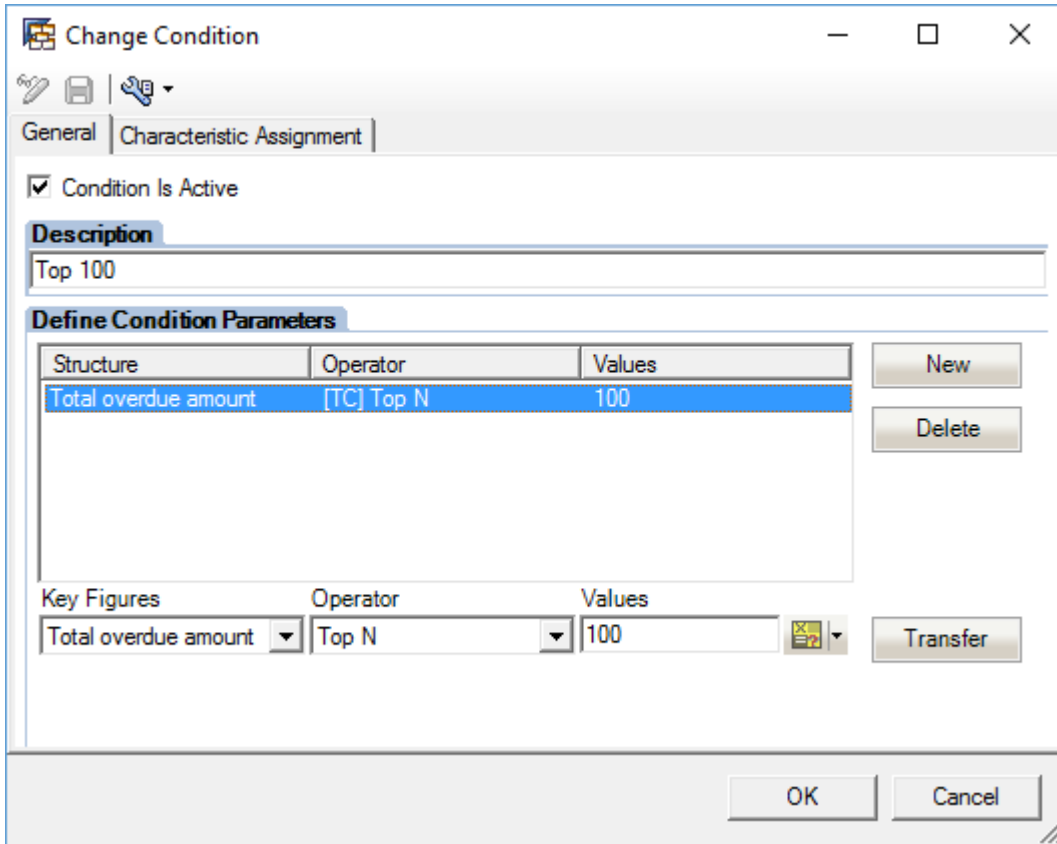 Change Condition
General Characteristic Assignment
Condition Is Active
Description
Top 100
Define Condition Parameters
Structure Operator Values New
Total overdue amount [TC] Top N 100
Delete
Key Figures Operator Values
Total overdue amount Top N 100 Transfer
OK Cancel